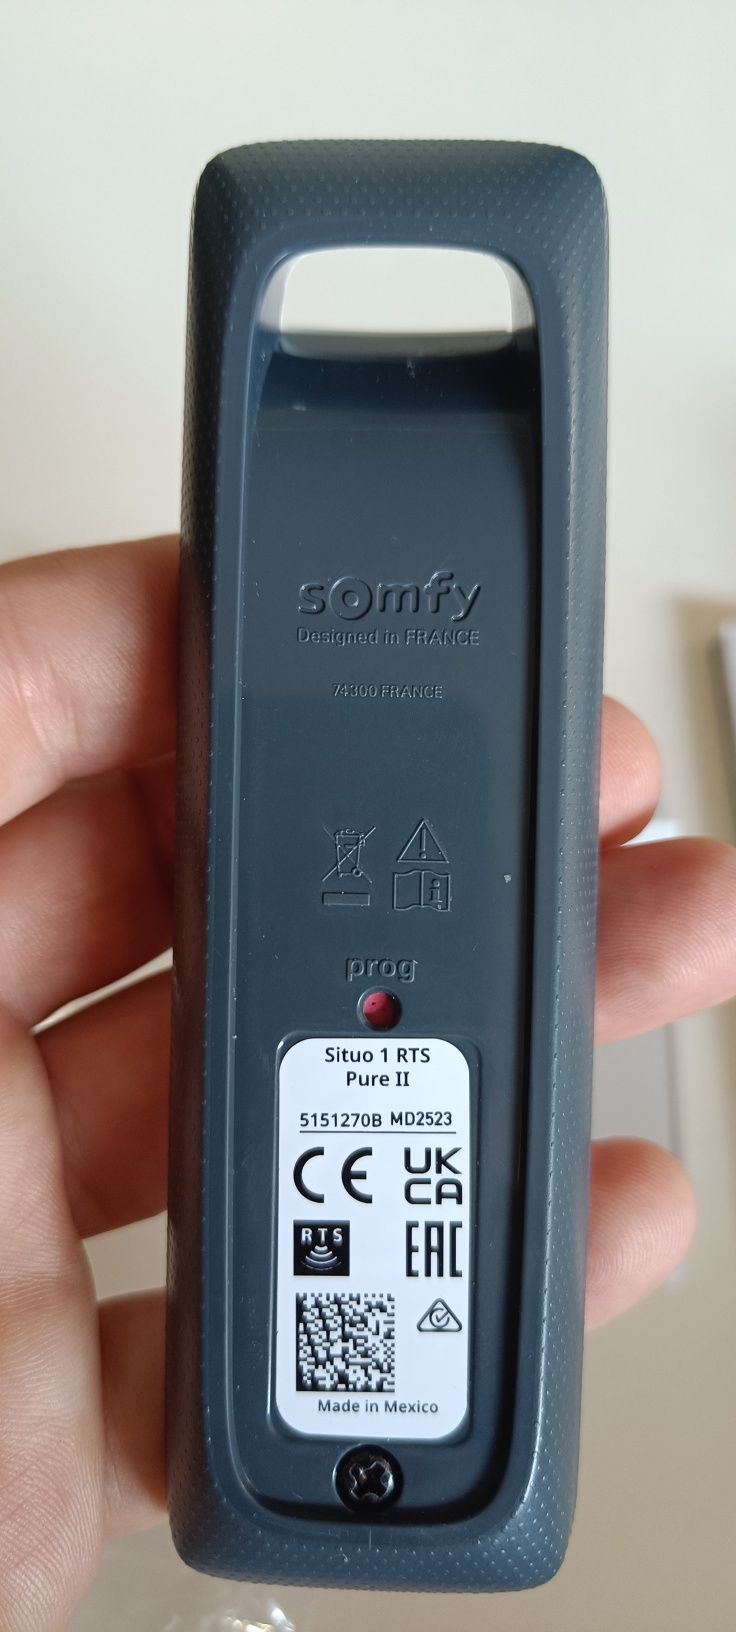 somfy
Designed in FRANCE
74300 FRANCE
prog
Situo 1 RTS
Pure II
5151270B MD2523
CE UK
CA
RTS EAC
Made in Mexico